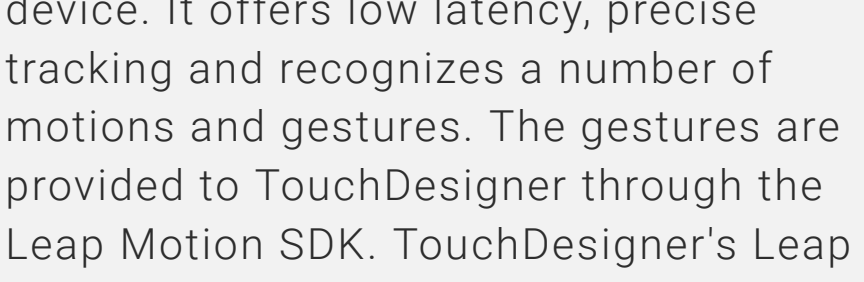 device. It offers low latency, precise
tracking and recognizes a number of
motions and gestures. The gestures are
provided to TouchDesigner through the
Leap Motion SDK. TouchDesigner's Leap